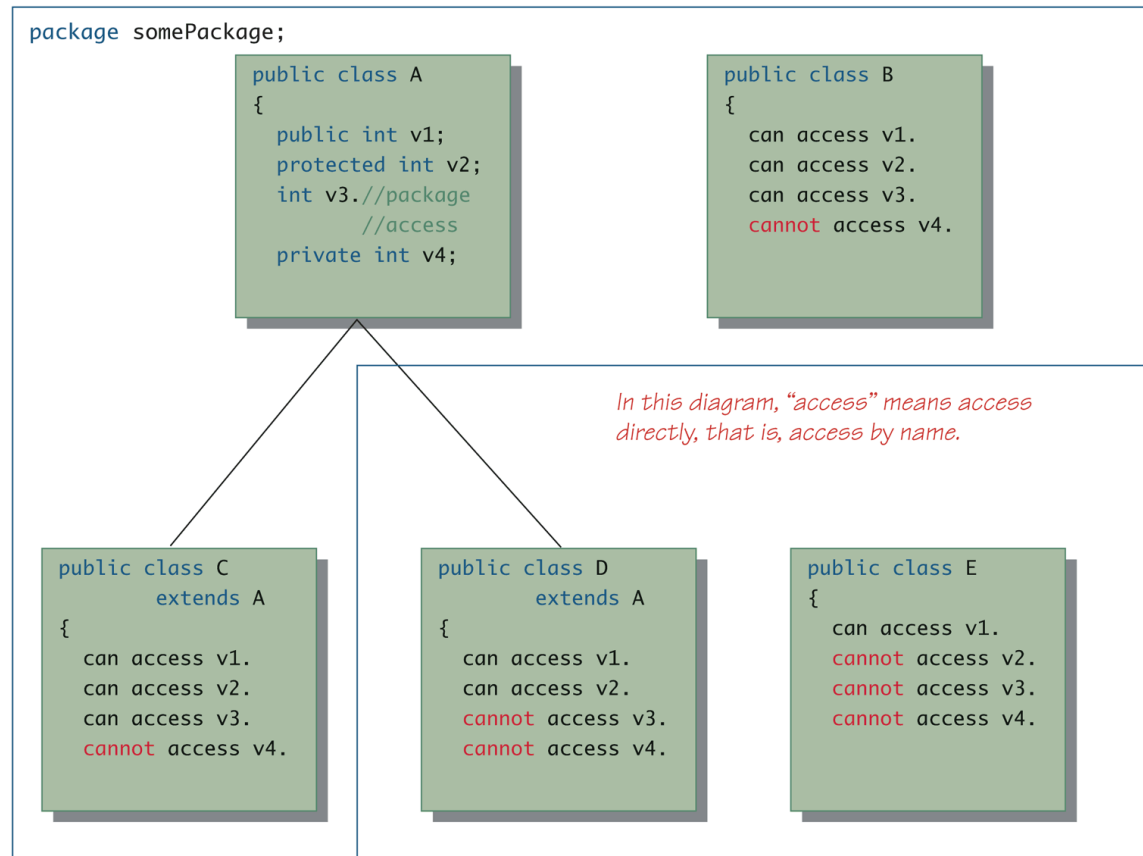 package somePackage;
public class A
{
public int v1;
protected int v2;
int v3.//package
//access
private int v4;
public class B
{
can access v1.
can access v2.
can access v3.
cannot access v4.
In this diagram, “access” means access
directly, that is, access by name.
public class C
extends A
{
can access v1.
can access v2.
can access v3.
cannot access v4.
public class D
extends A
{
can access v1.
can access v2.
cannot access v3.
cannot access v4.
public class E
{
can access v1.
cannot access v2.
cannot access v3.
cannot access v4.